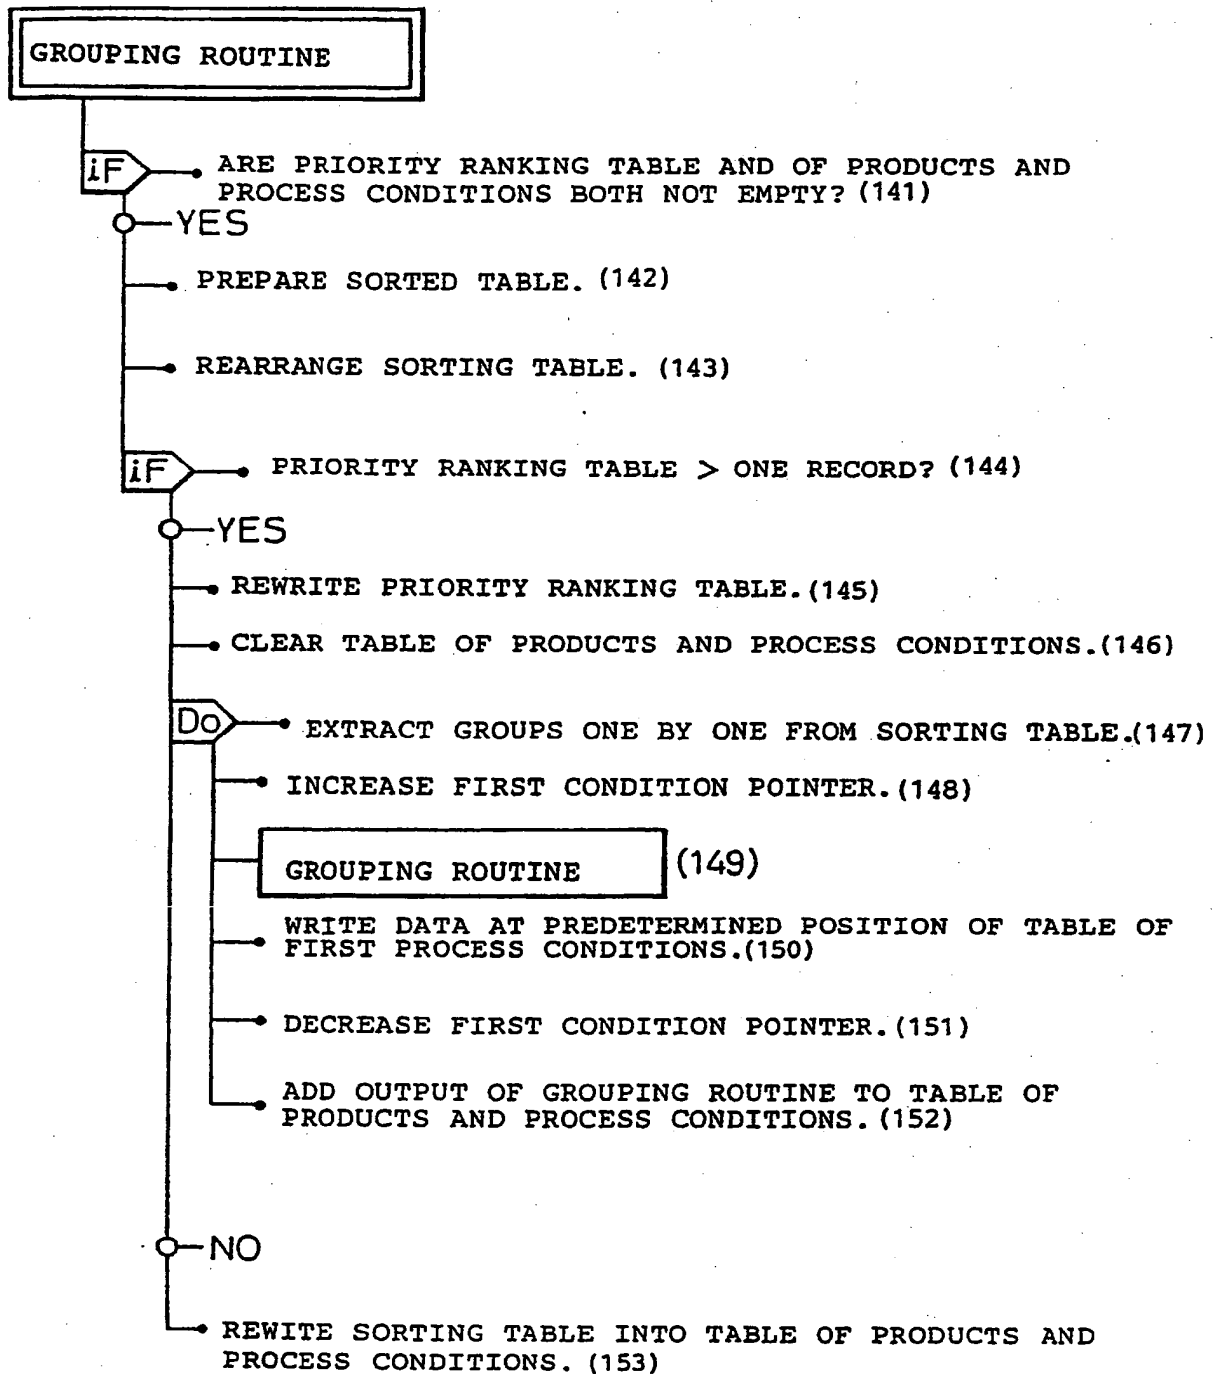 GROUPING ROUTINE
iF
ARE PRIORITY RANKING TABLE AND OF PRODUCTS AND
PROCESS CONDITIONS BOTH NOT EMPTY? (141)
YES
PREPARE SORTED TABLE. (142)
REARRANGE SORTING TABLE. (143)
iF
PRIORITY RANKING TABLE > ONE RECORD? (144)
YES
REWRITE PRIORITY RANKING TABLE. (145)
CLEAR TABLE OF PRODUCTS AND PROCESS CONDITIONS. (146)
Do
EXTRACT GROUPS ONE BY ONE FROM SORTING TABLE. (147)
INCREASE FIRST CONDITION POINTER. (148)
GROUPING ROUTINE (149)
WRITE DATA AT PREDETERMINED POSITION OF TABLE OF
FIRST PROCESS CONDITIONS. (150)
DECREASE FIRST CONDITION POINTER. (151)
ADD OUTPUT OF GROUPING ROUTINE TO TABLE OF
PRODUCTS AND PROCESS CONDITIONS. (152)
NO
REWITE SORTING TABLE INTO TABLE OF PRODUCTS AND
PROCESS CONDITIONS. (153)